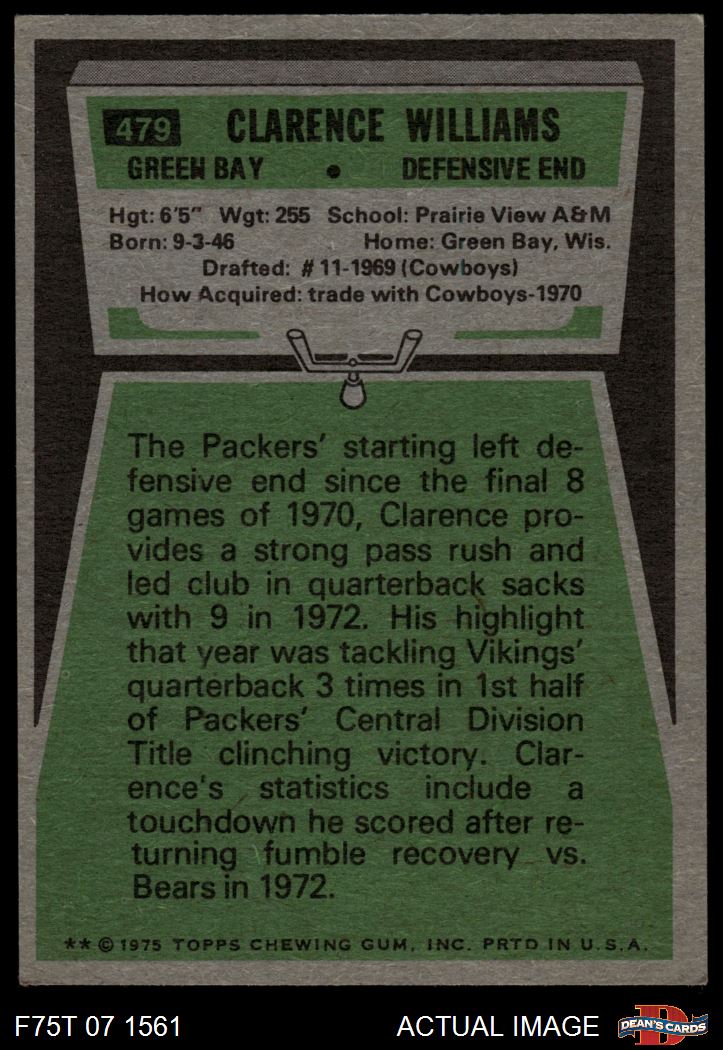 479 CLARENCE WILLIAMS
GREEN BAY • DEFENSIVE END
Hgt: 6'5" Wgt: 255 School: Prairie View A&M
Born: 9-3-46 Home: Green Bay, Wis.
Drafted: #11-1969 (Cowboys)
How Acquired: trade with Cowboys-1970
The Packers' starting left de-
fensive end since the final 8
games of 1970, Clarence pro-
vides a strong pass rush and
led club in quarterback sacks
with 9 in 1972. His highlight
that year was tackling Vikings'
quarterback 3 times in 1st half
of Packers' Central Division
Title clinching victory. Clar-
ence's statistics include a
touchdown he scored after re-
turning fumble recovery vs.
Bears in 1972.
** © 1975 TOPPS CHEWING GUM, INC. PRTD IN U.S.A.
F75T 07 1561 ACTUAL IMAGE D DEAN'S CARDS